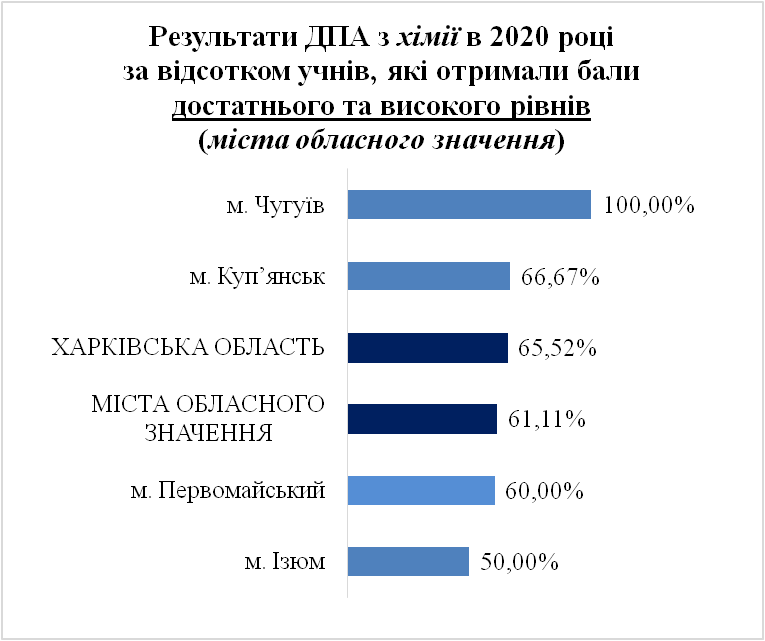 Результати ДПА з хімії в 2020 році
за відсотком учнів, які отримали бали
достатнього та високого рівнів
(міста обласного значення)
м. Чугуїв 100,00%
м. Куп’янськ 66,67%
ХАРКІВСЬКА ОБЛАСТЬ 65,52%
МІСТА ОБЛАСНОГО
ЗНАЧЕННЯ 61,11%
м. Первомайський 60,00%
м. Ізюм 50,00%